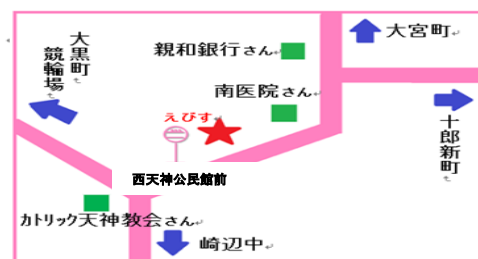 大宮町
親和銀行さん
大黒町
競輪場
南医院さん
十郎新町
えびす
西天神公民館前
カトリック天神教会さん
崎辺中